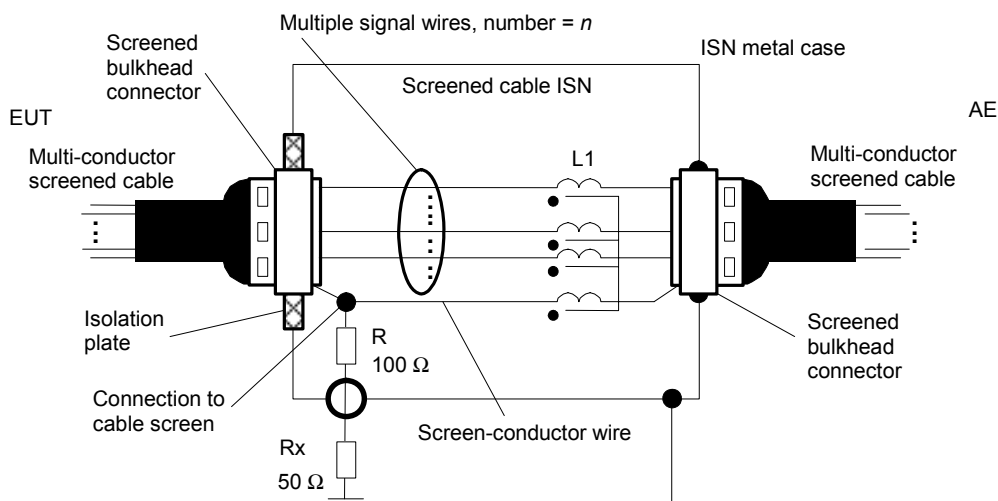 Multiple signal wires, number = n
Screened
bulkhead
connector
ISN metal case
Screened cable ISN
EUT
AE
Multi-conductor
screened cable
L1
Multi-conductor
screened cable
Isolation
plate
R
100 Ω
Screened
bulkhead
connector
Connection to
cable screen
Screen-conductor wire
Rx
50 Ω